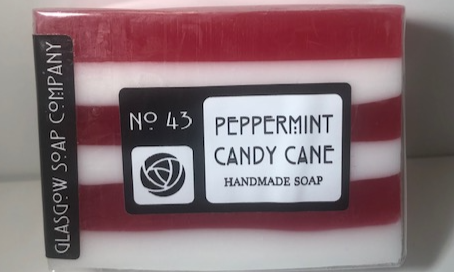 GLASGOW SOAP COMPANY
No 43
PEPPERMINT
CANDY CANE
HANDMADE SOAP